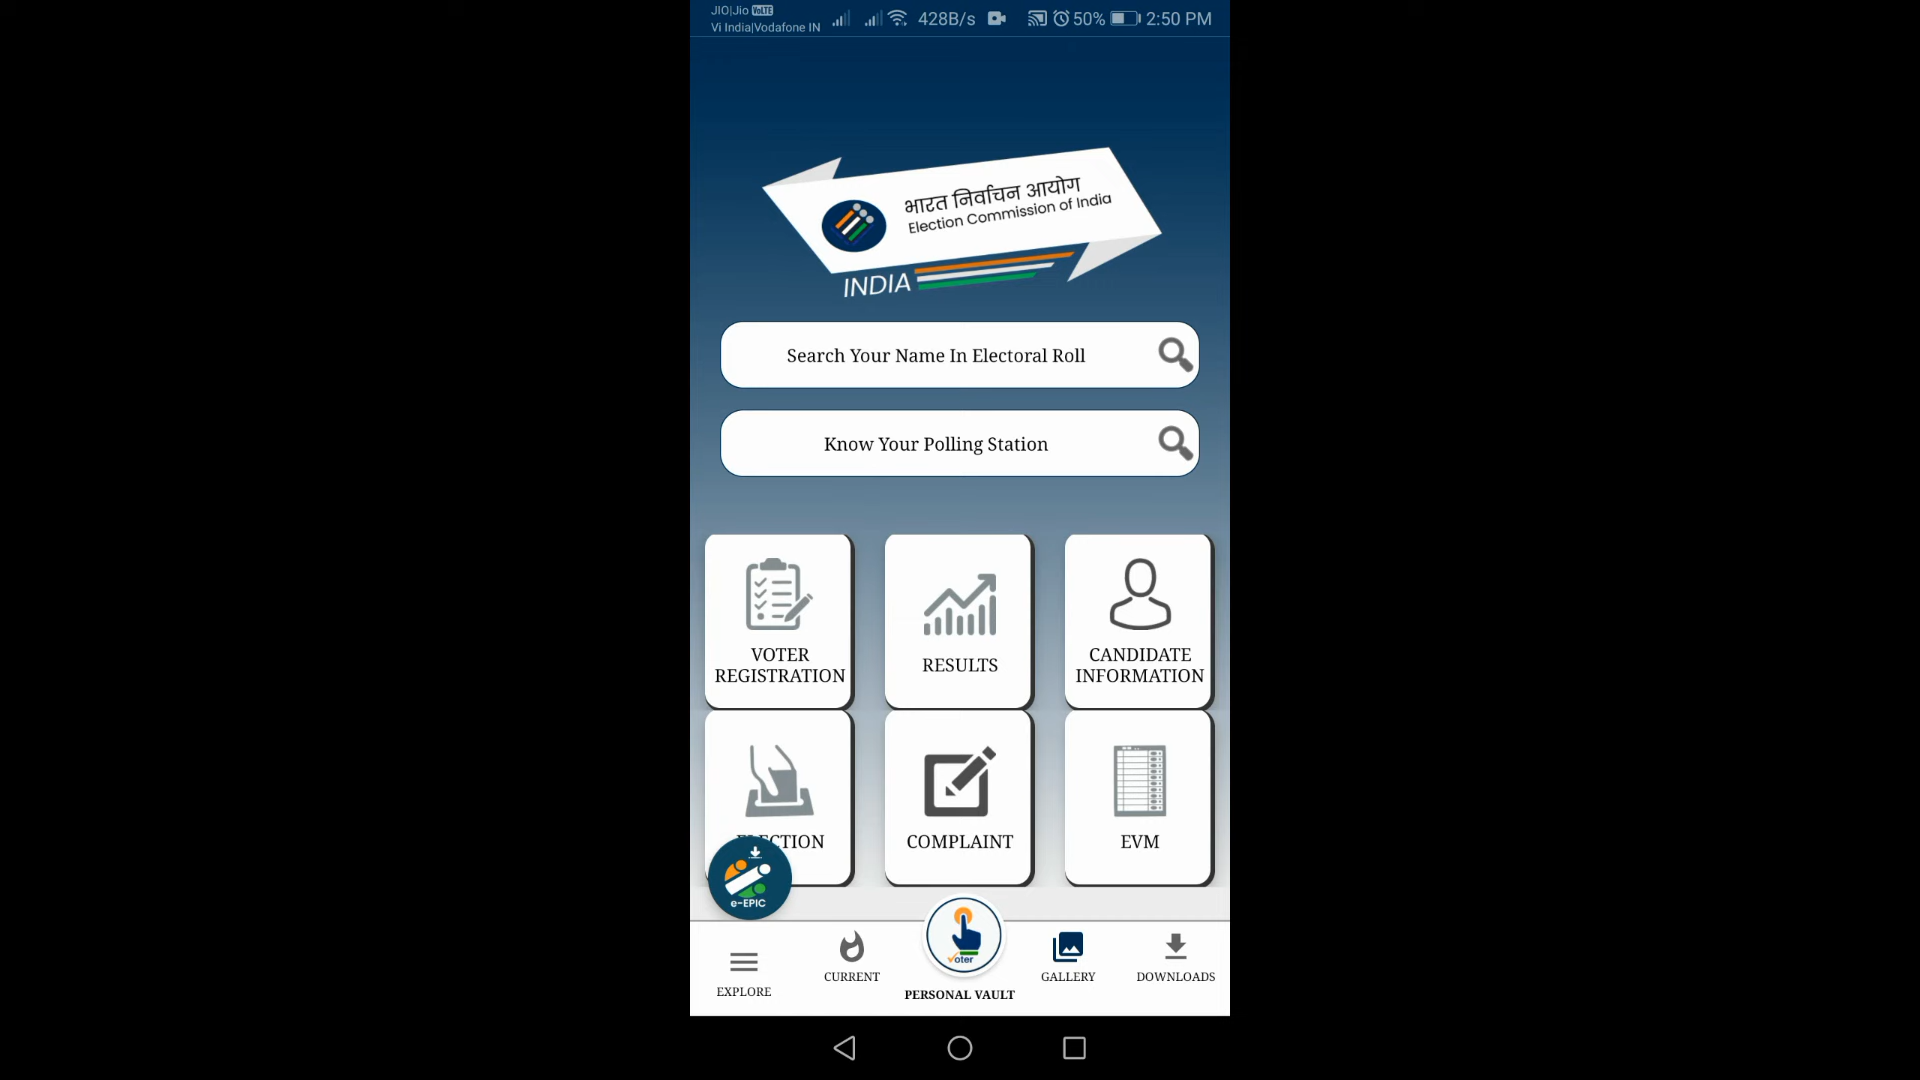 JIO|Jio VoLTE
Vi India|Vodafone IN
428B/s
50%
2:50 PM
भारत निर्वाचन आयोग
Election Commission of India
INDIA
Search Your Name In Electoral Roll
Know Your Polling Station
VOTER
REGISTRATION
RESULTS
CANDIDATE
INFORMATION
COMPLAINT
EVM
e-EPIC
EXPLORE
CURRENT
Voter
PERSONAL VAULT
GALLERY
DOWNLOADS